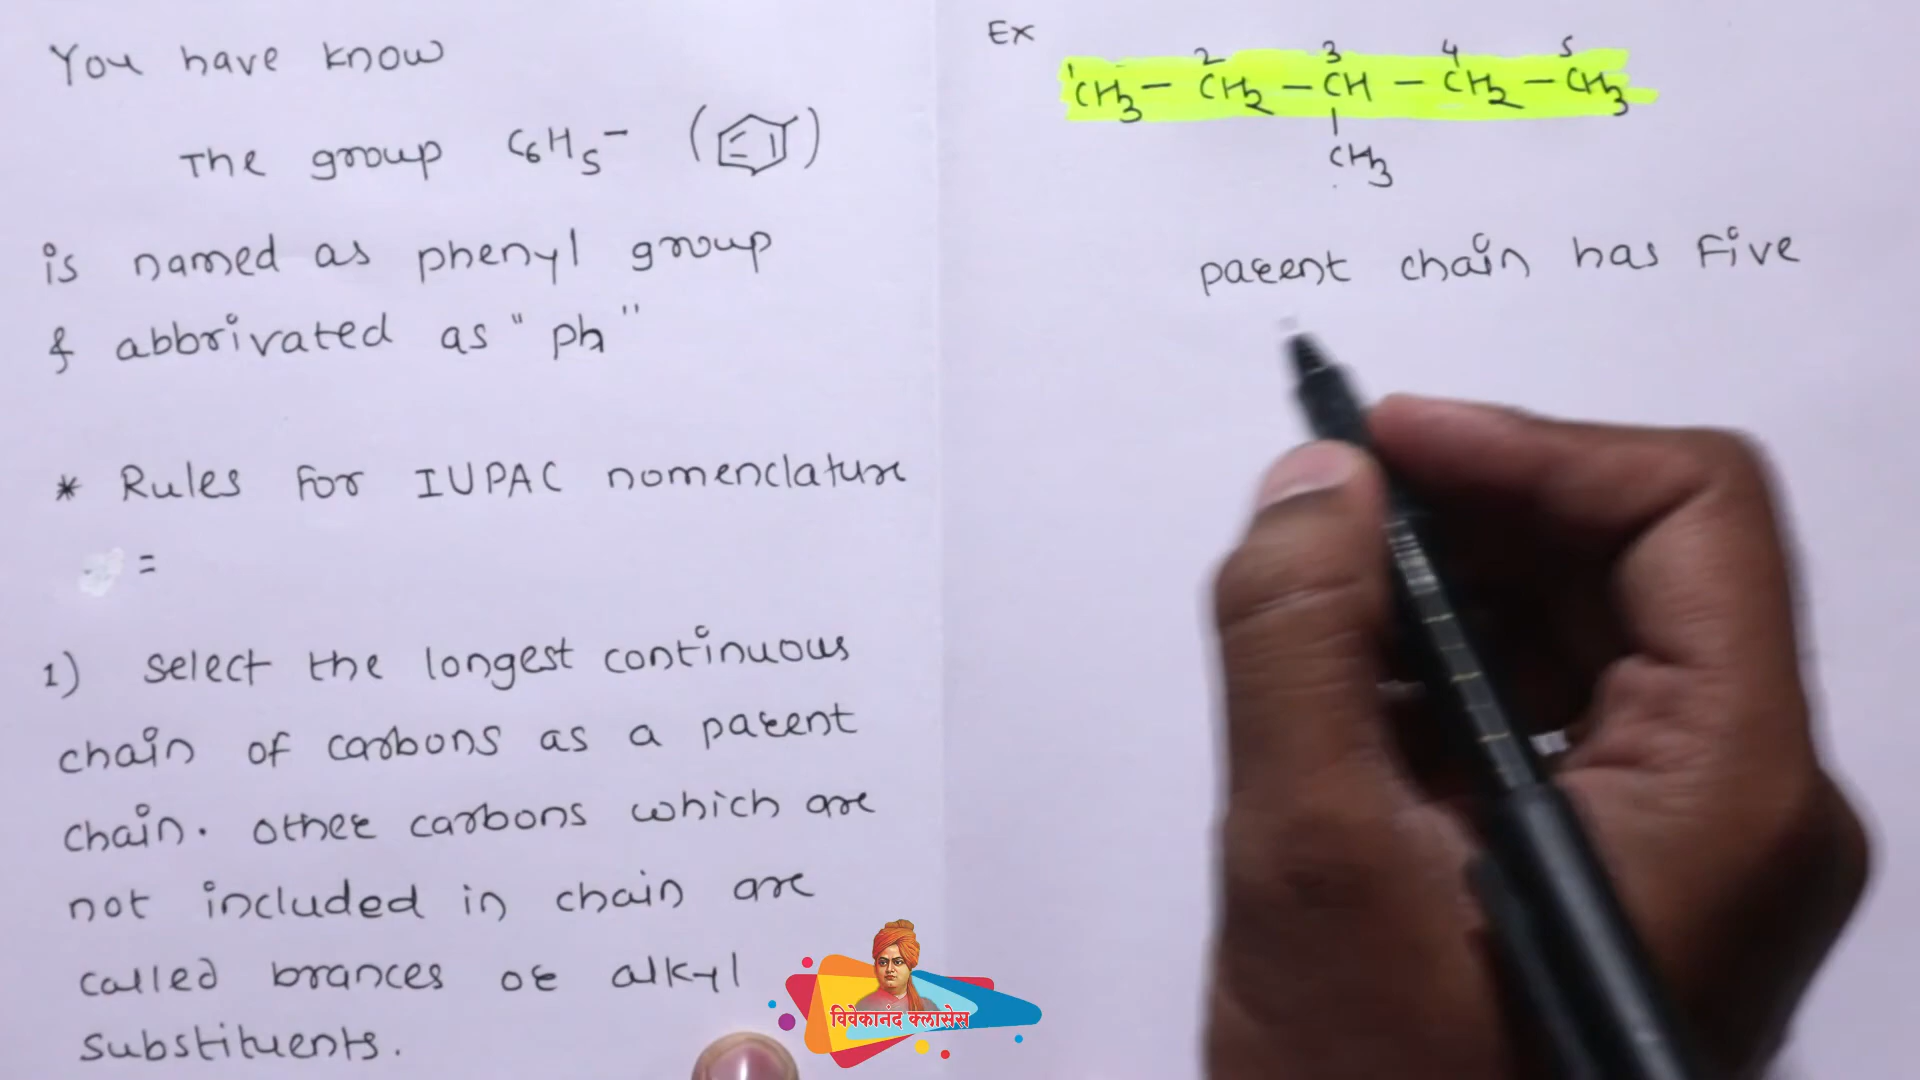 You have know
The group C6H5- ( )
is named as phenyl group
& abbrivated as "ph"
* Rules for IUPAC nomenclature
=
1) select the longest continuous
chain of carbons as a parent
chain. other carbons which are
not included in chain are
called brances or alkyl
substituents.
Ex
1 2 3 4 5
CH3 - CH2 - CH - CH2 - CH3
|
CH3
parent chain has Five
विवेकानंद क्लासेस